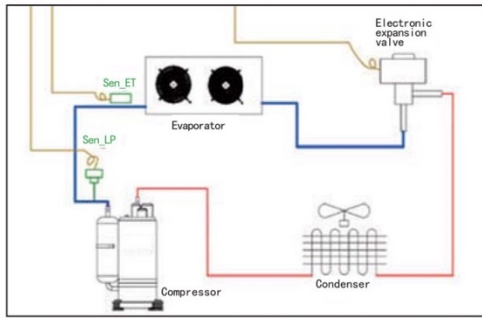 Electronic
expansion
valve
Sen_ET
Evaporator
Sen_LP
Compressor
Condenser